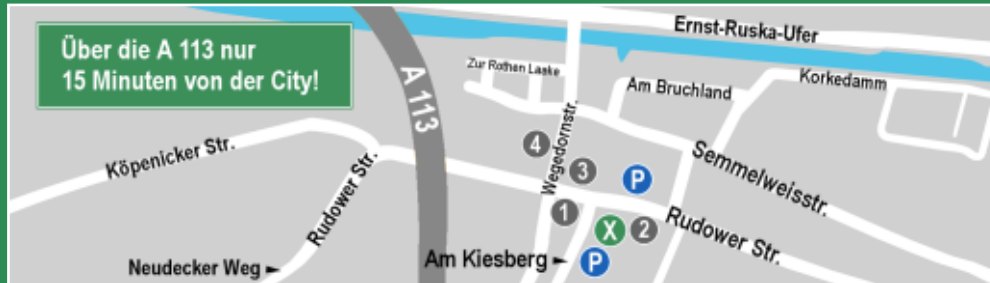 Über die A 113 nur
15 Minuten von der City!
A 113
Ernst-Ruska-Ufer
Zur Rothen Laake
Am Bruchland
Korkedamm
Wegedornstr.
Köpenicker Str.
Rudower Str.
Semmelweisstr.
4
3
P
1
X
2
Rudower Str.
Neudecker Weg
Am Kiesberg
P